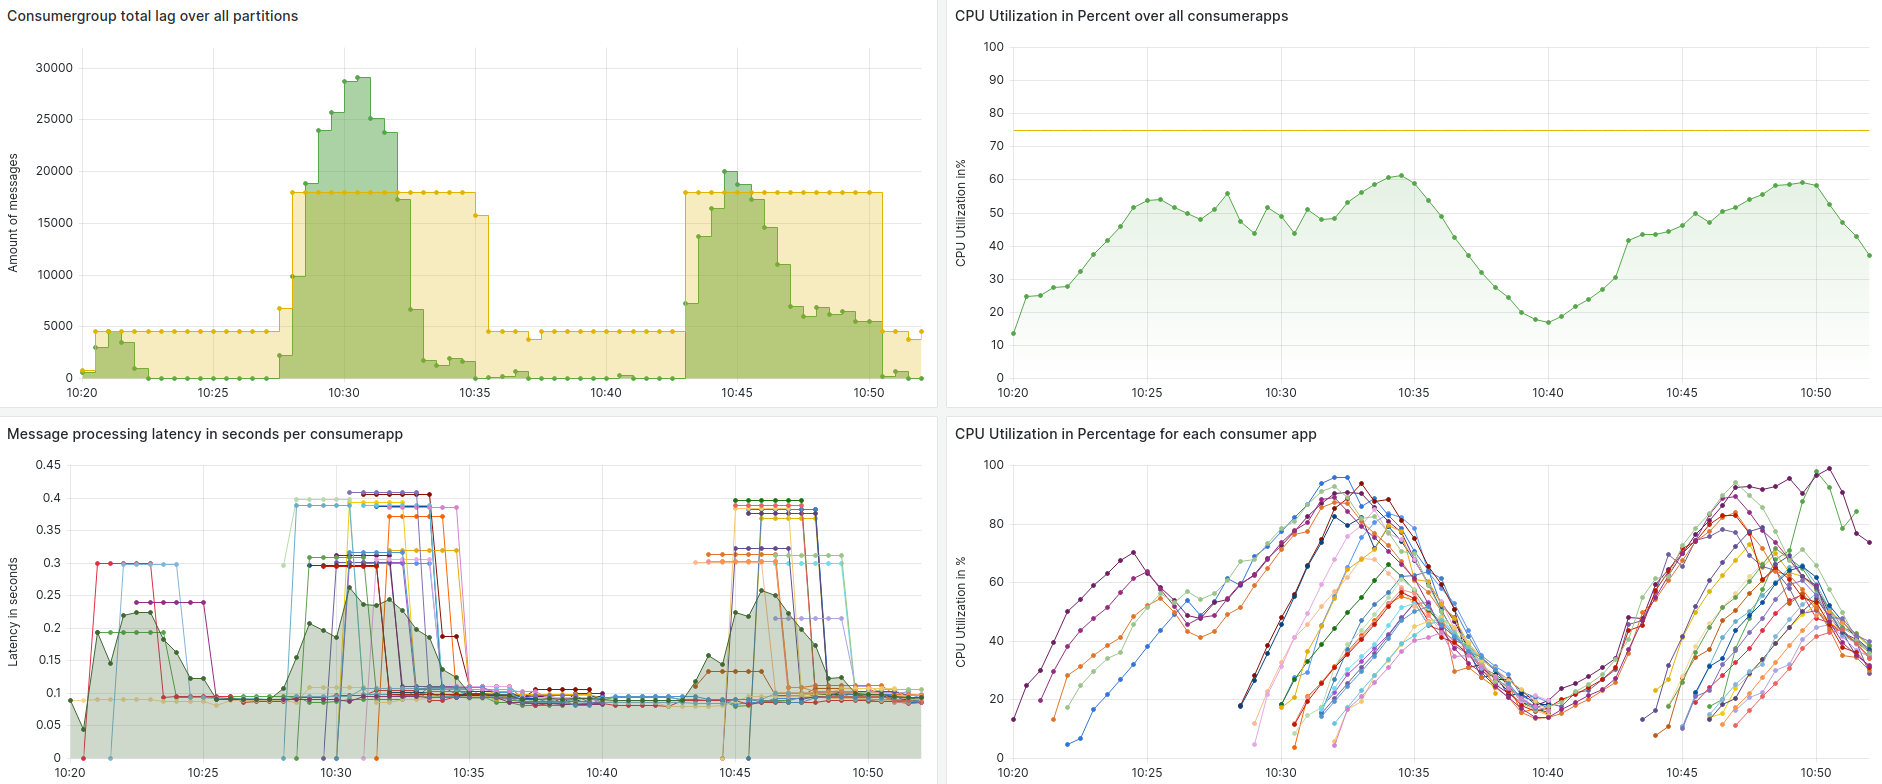 Consumergroup total lag over all partitions
Amount of messages
30000
25000
20000
15000
10000
5000
0
10:20 10:25 10:30 10:35 10:40 10:45 10:50
CPU Utilization in Percent over all consumerapps
CPU Utilization in%
100
90
80
70
60
50
40
30
20
10
0
10:20 10:25 10:30 10:35 10:40 10:45 10:50
Message processing latency in seconds per consumerapp
Latency in seconds
0.45
0.4
0.35
0.3
0.25
0.2
0.15
0.1
0.05
0
10:20 10:25 10:30 10:35 10:40 10:45 10:50
CPU Utilization in Percentage for each consumer app
CPU Utilization in %
100
80
60
40
20
0
10:20 10:25 10:30 10:35 10:40 10:45 10:50